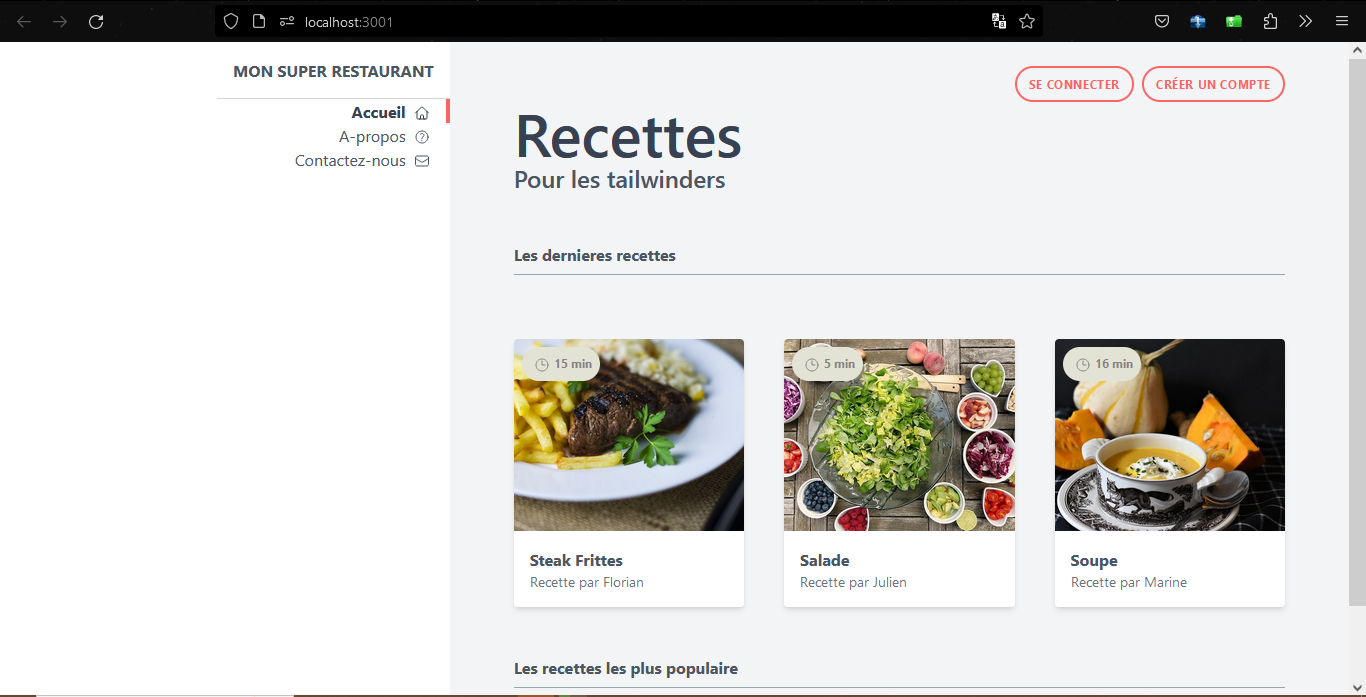 localhost:3001
MON SUPER RESTAURANT
Accueil
A-propos
Contactez-nous
SE CONNECTER
CRÉER UN COMPTE
Recettes
Pour les tailwinders
Les dernieres recettes
15 min
5 min
16 min
Steak Frittes
Recette par Florian
Salade
Recette par Julien
Soupe
Recette par Marine
Les recettes les plus populaire